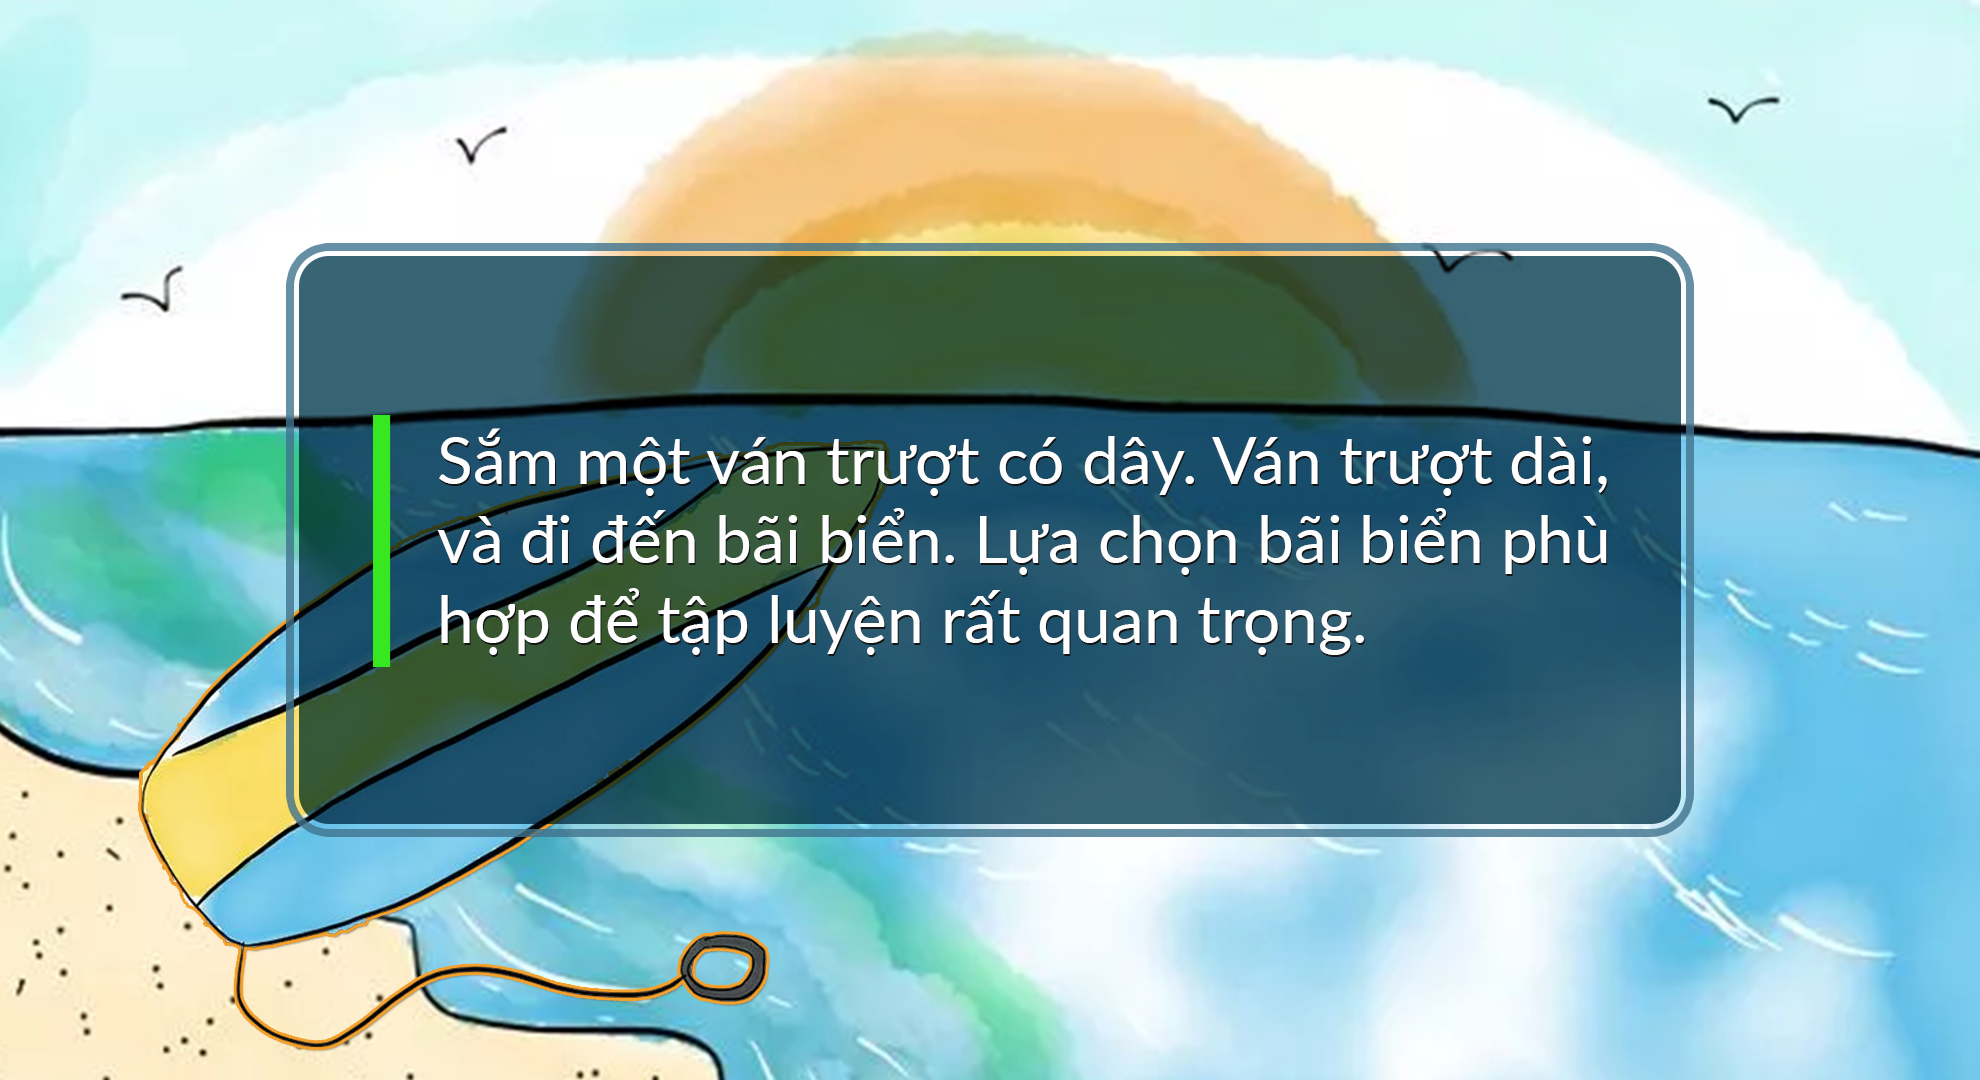 Sắm một ván trượt có dây. Ván trượt dài,
và đi đến bãi biển. Lựa chọn bãi biển phù
hợp để tập luyện rất quan trọng.